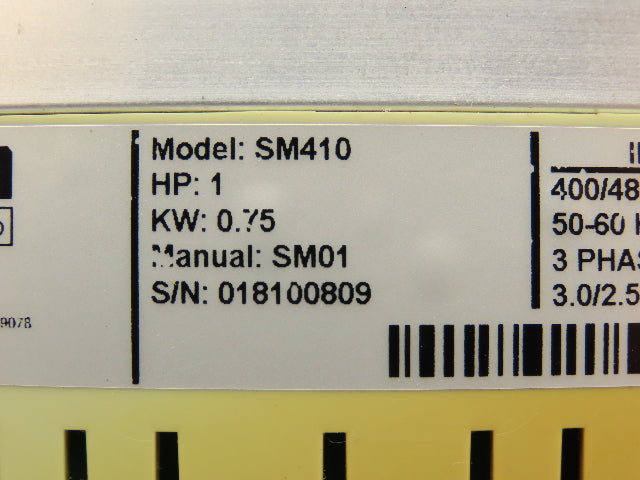 Model: SM410
HP: 1
KW: 0.75
Manual: SM01
S/N: 018100809
9078
400/48
50-60
3 PHAS
3.0/2.5